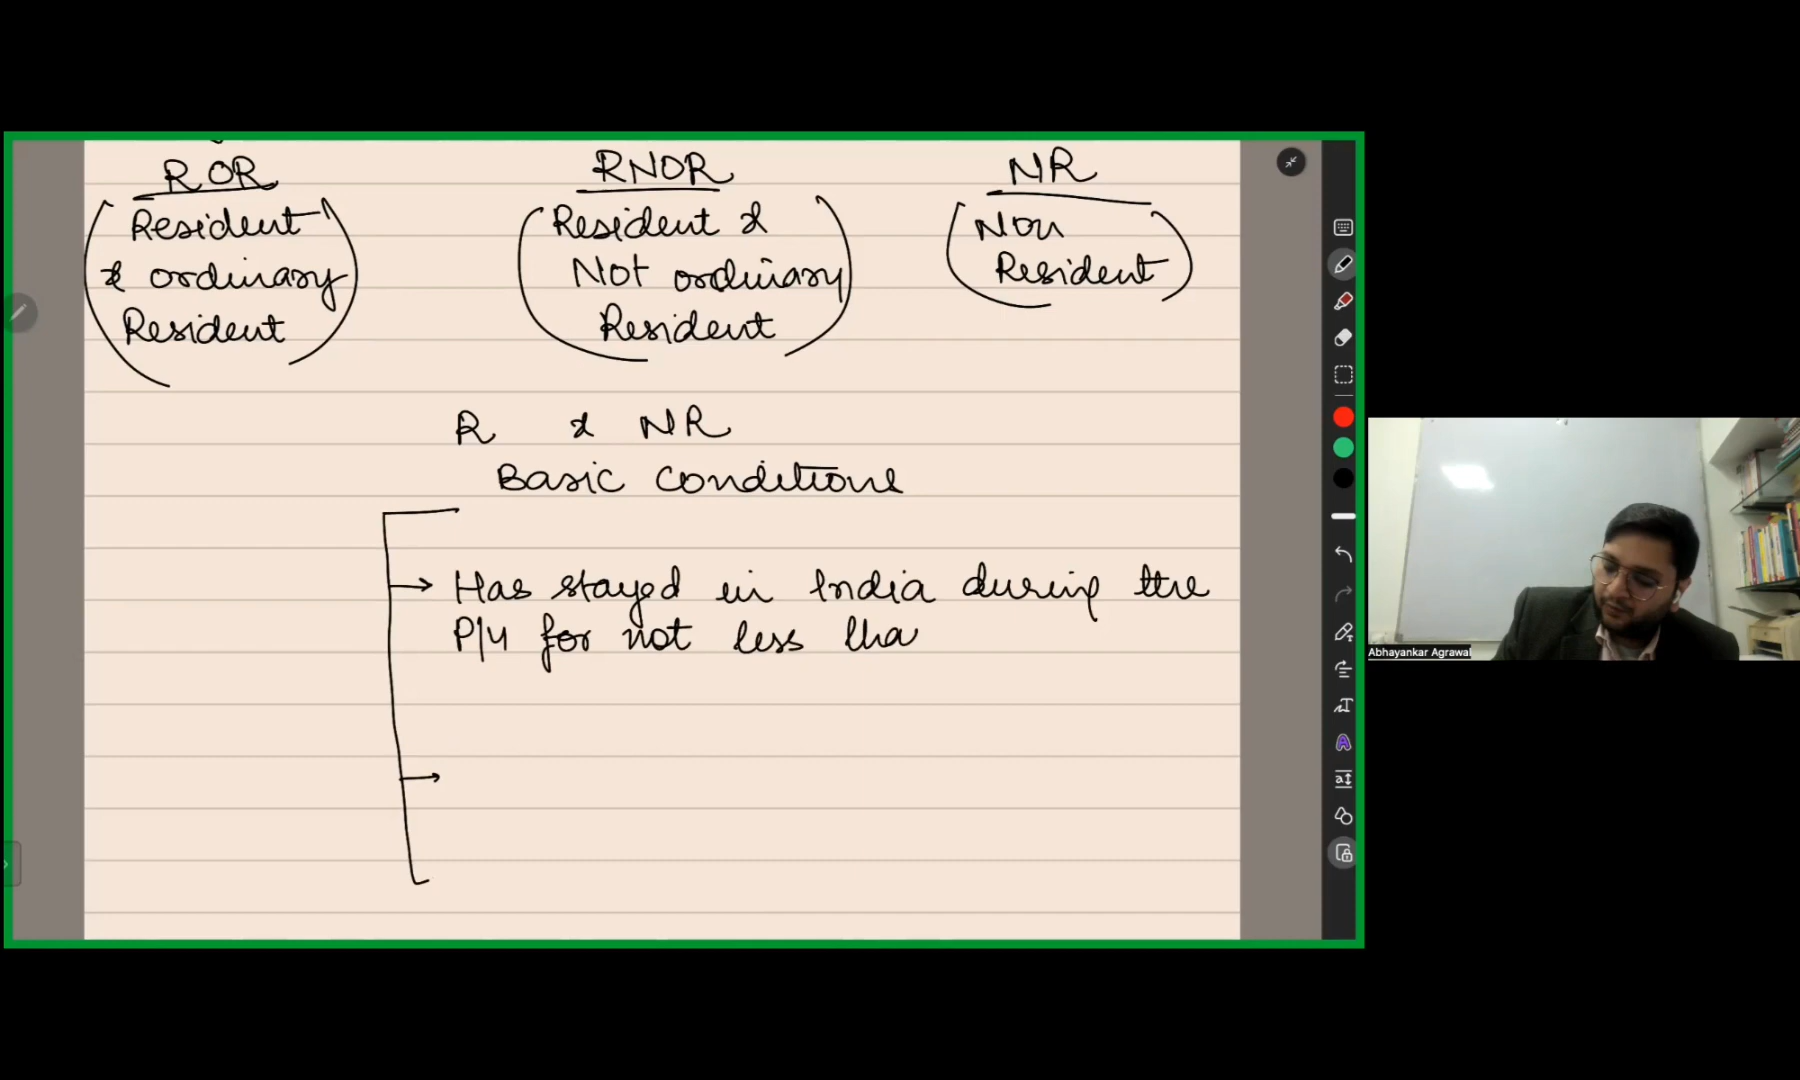 ROR RNOR NR
(Resident (Resident & (Non
& ordinary Not ordinary Resident)
Resident) Resident)
R & NR
Basic Conditions
→ Has stayed in India during the
P/Y for not less tha
→
Abhayankar Agrawal